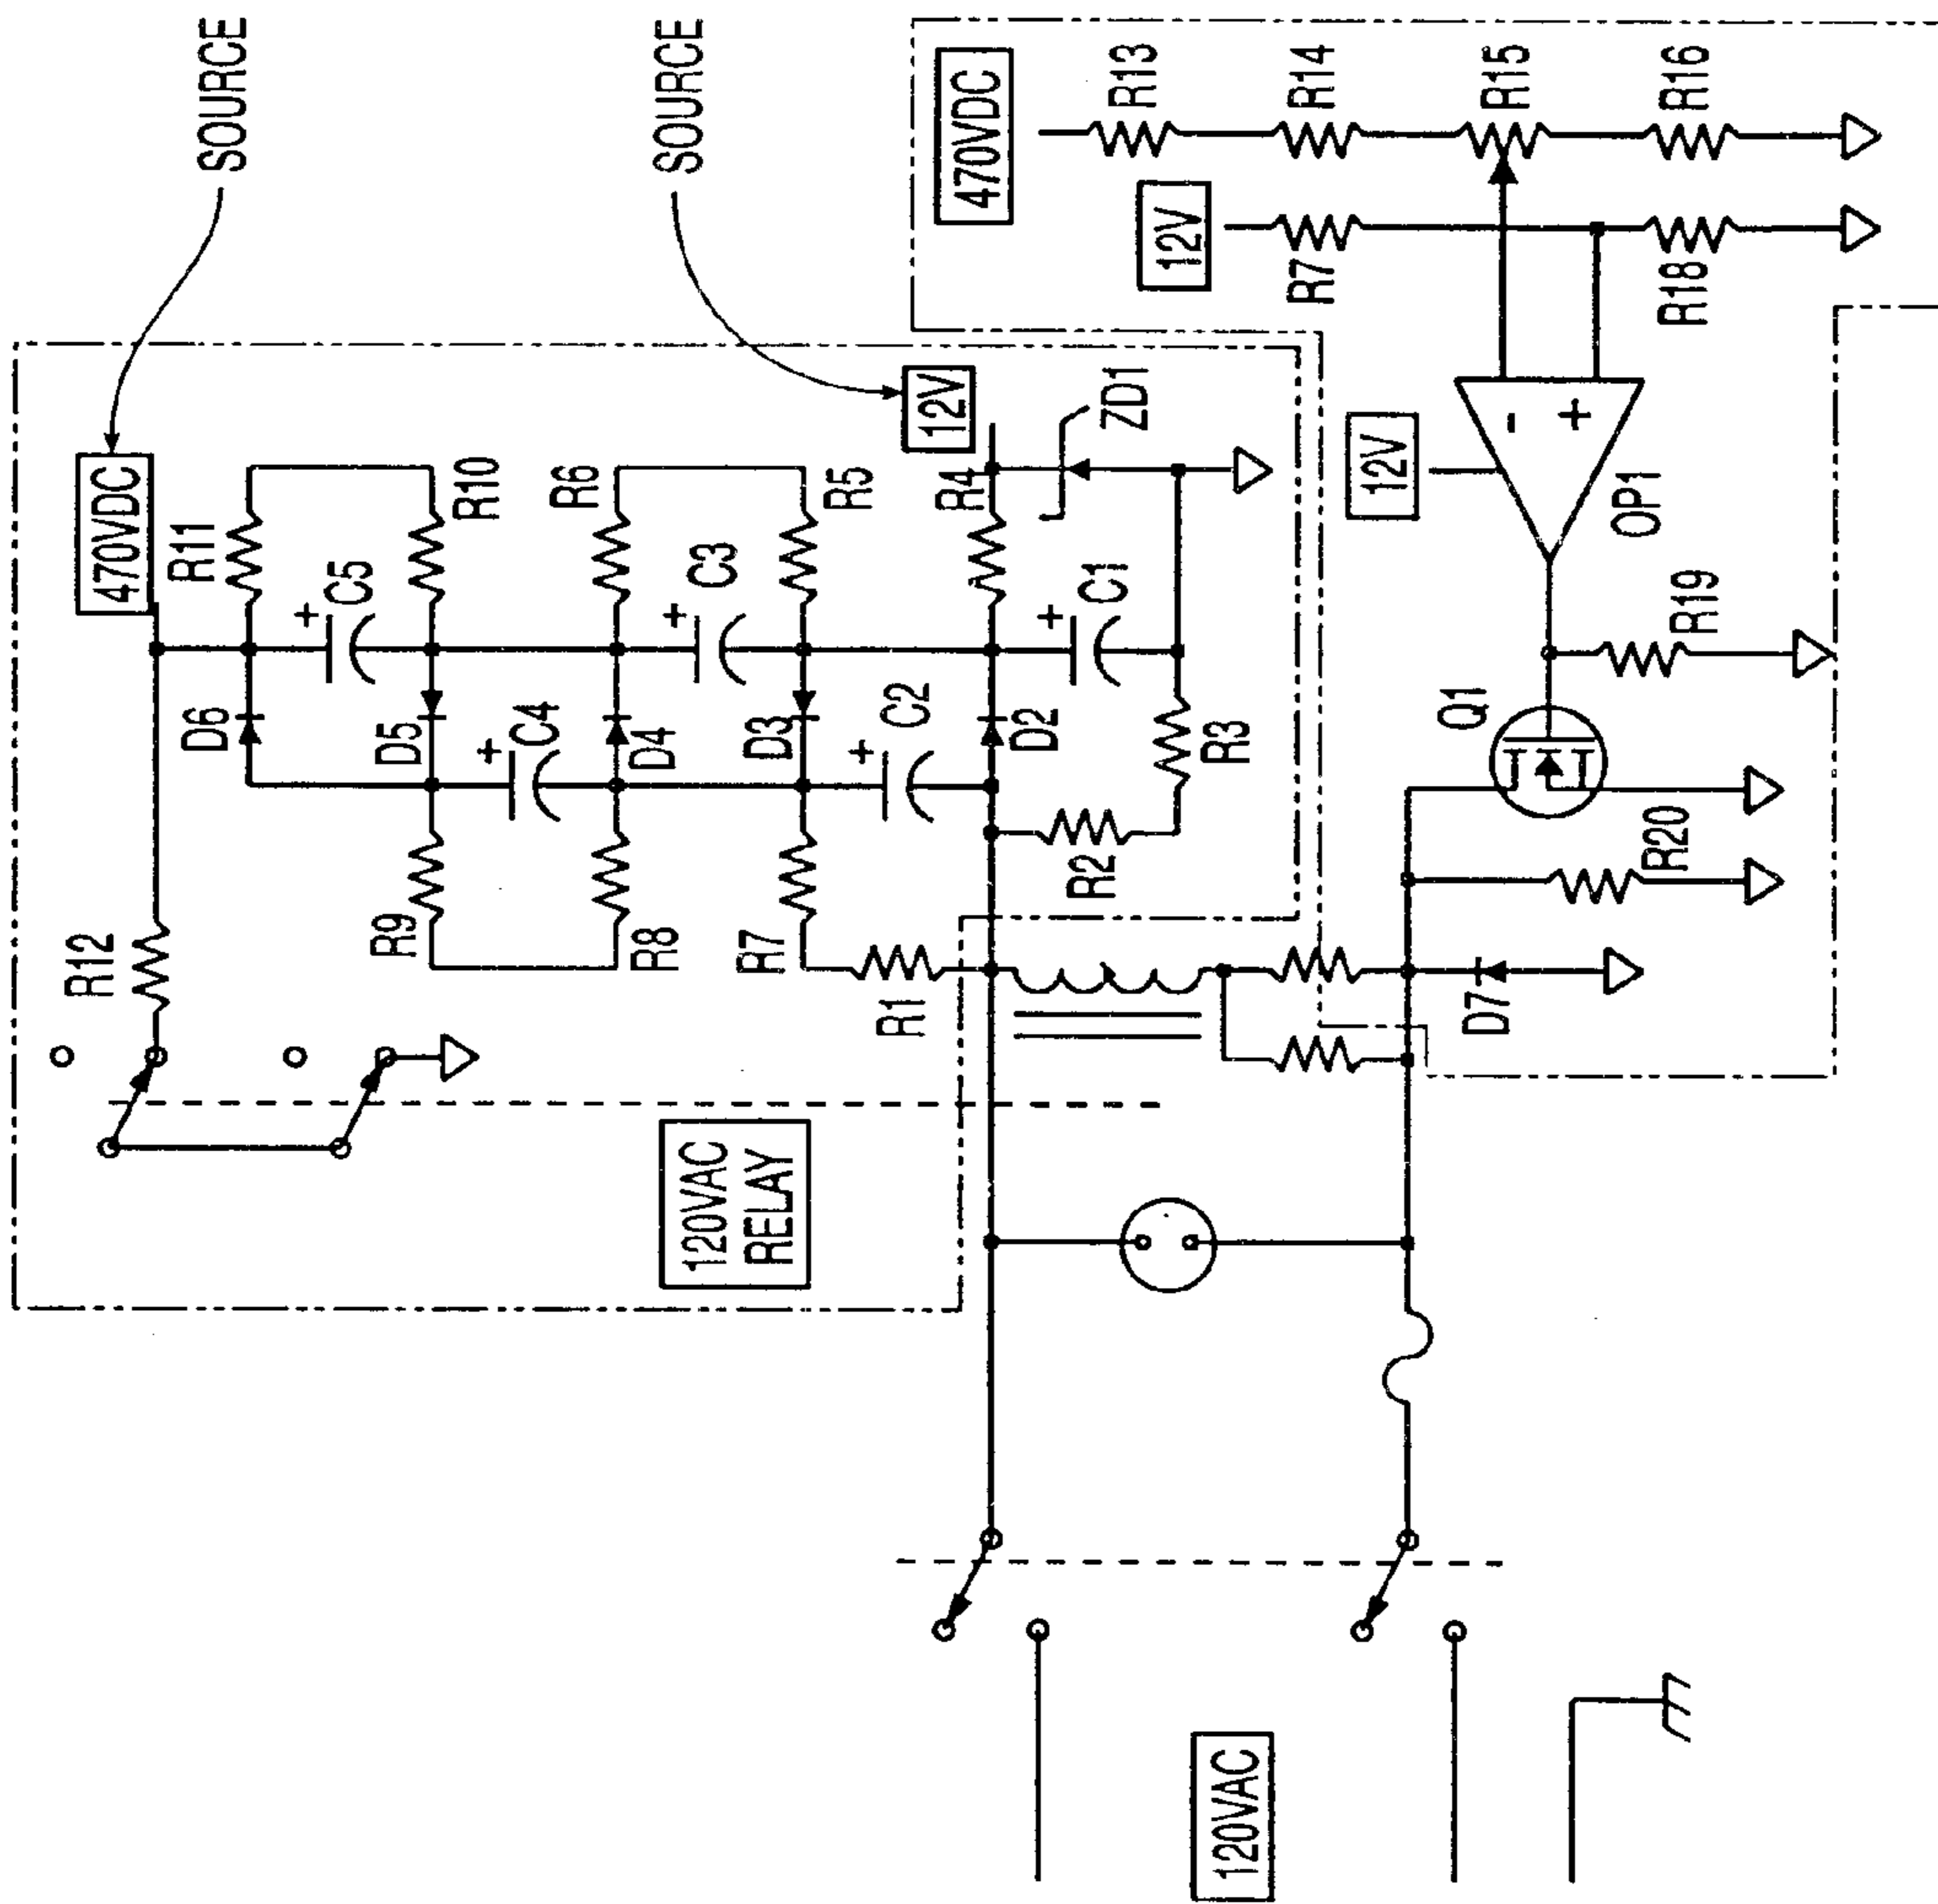 SOURCE
SOURCE
470VDC
R11
C5
R10
R6
C3
R5
12V
R4
ZD1
C1
R12
D6
D5
C4
D4
D3
C2
D2
R3
R9
R8
R7
R1
R2
120VAC
RELAY
470VDC
R13
R14
R15
R16
12V
R7
R18
12V
-
+
OP1
R19
Q1
R20
D7
120VAC
+
+
+
+
+